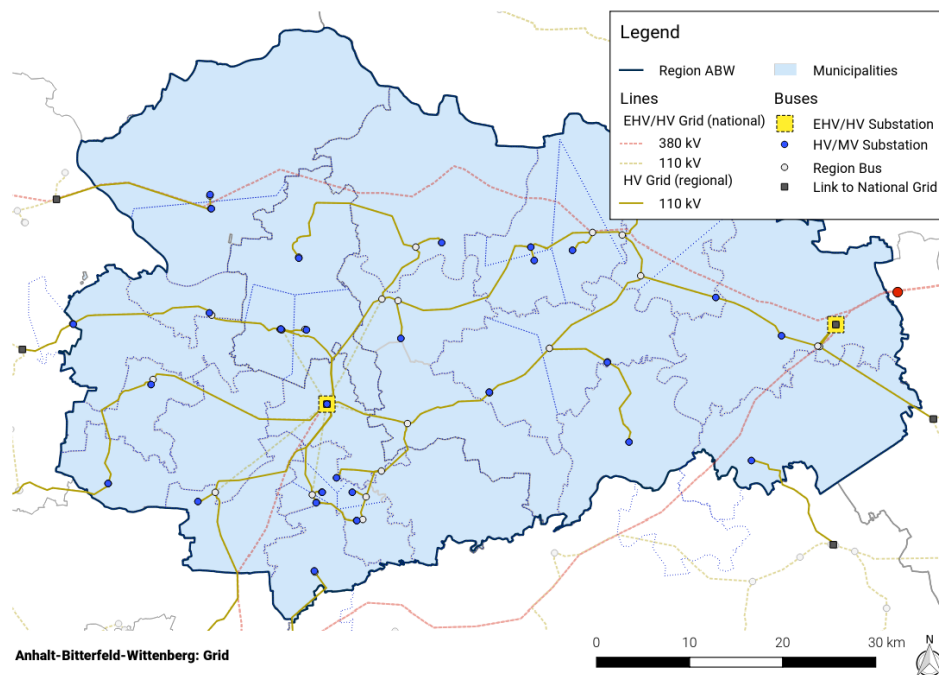 Legend
Region ABW
Municipalities
Lines
Buses
EHV/HV Grid (national)
EHV/HV Substation
380 kV
HV/MV Substation
110 kV
Region Bus
HV Grid (regional)
Link to National Grid
110 kV
Anhalt-Bitterfeld-Wittenberg: Grid
0 10 20 30 km
N